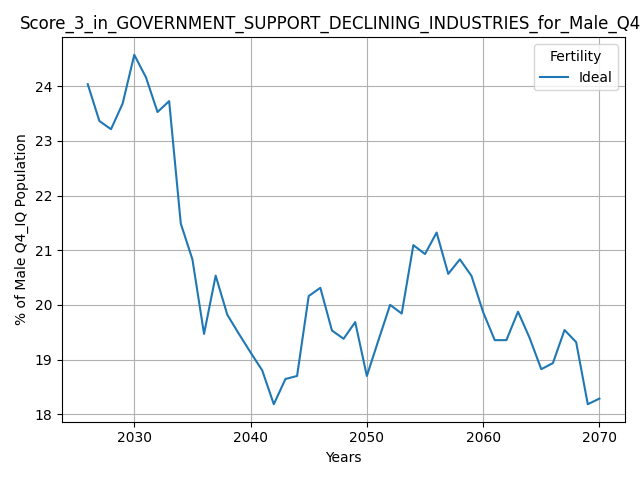 Score_3_in_GOVERNMENT_SUPPORT_DECLINING_INDUSTRIES_for_Male_Q4
Fertility
Ideal
24
23
22
21
20
19
18
% of Male Q4_IQ Population
2030 2040 2050 2060 2070
Years